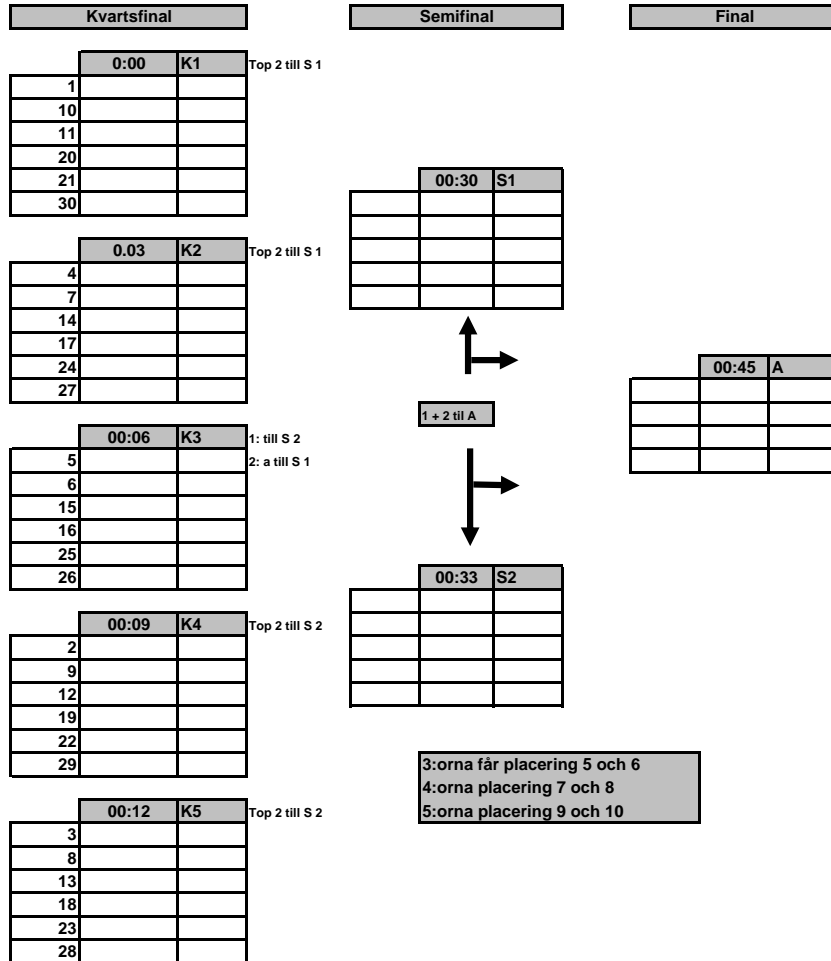 Kvartsfinal
0:00 K1 Top 2 till S 1
1
10
11
20
21
30
0.03 K2 Top 2 till S 1
4
7
14
17
24
27
00:06 K3 1: till S 2
5 2: a till S 1
6
15
16
25
26
00:09 K4 Top 2 till S 2
2
9
12
19
22
29
00:12 K5 Top 2 till S 2
3
8
13
18
23
28
Semifinal
00:30 S1
1 + 2 til A
00:33 S2
3:orna får placering 5 och 6
4:orna placering 7 och 8
5:orna placering 9 och 10
Final
00:45 A